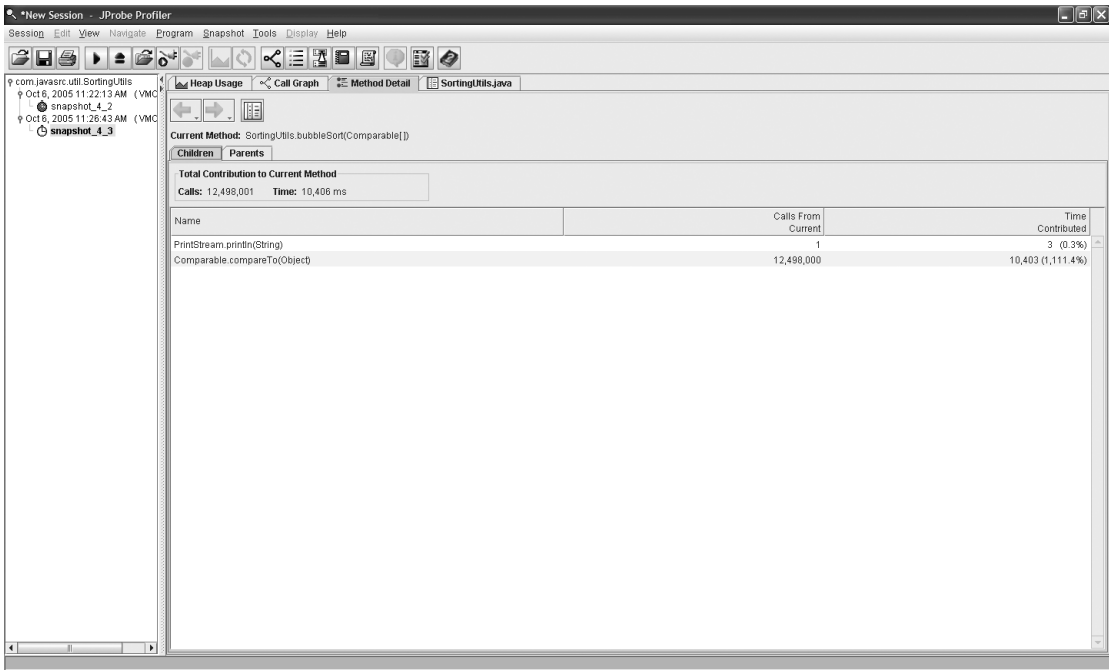 *New Session - JProbe Profiler
Session Edit View Navigate Program Snapshot Tools Display Help
com.javasrc.util.SortingUtils
Oct 6, 2005 11:22:13 AM (VMC
snapshot_4_2
Oct 6, 2005 11:26:43 AM (VMC
snapshot_4_3
Heap Usage Call Graph Method Detail SortingUtils.java
Current Method: SortingUtils.bubbleSort(Comparable[])
Children Parents
Total Contribution to Current Method
Calls: 12,498,001 Time: 10,406 ms
Name Calls From Current Time Contributed
PrintStream.println(String) 1 3 (0.3%)
Comparable.compareTo(Object) 12,498,000 10,403 (1,111.4%)